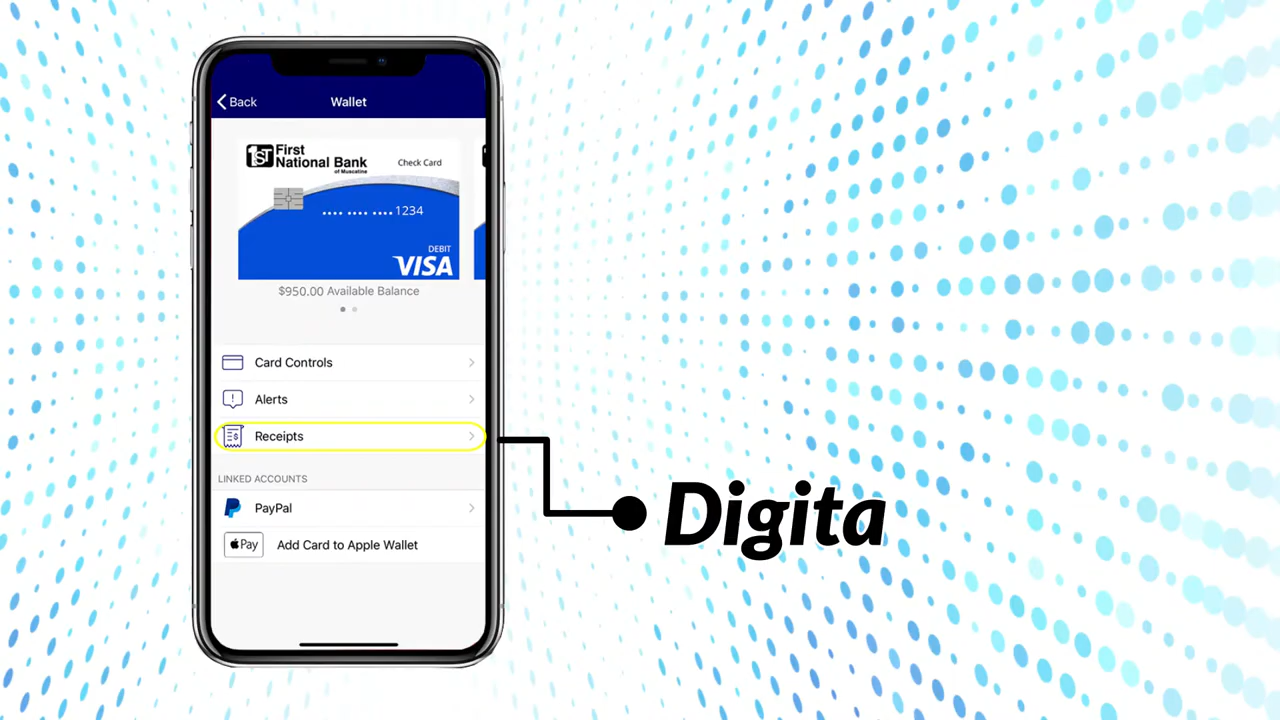 Back
Wallet
1ST First
National Bank
of Muscatine
Check Card
•••• •••• •••• 1234
DEBIT
VISA
$950.00 Available Balance
Card Controls
Alerts
Receipts
LINKED ACCOUNTS
PayPal
Pay Add Card to Apple Wallet
Digita